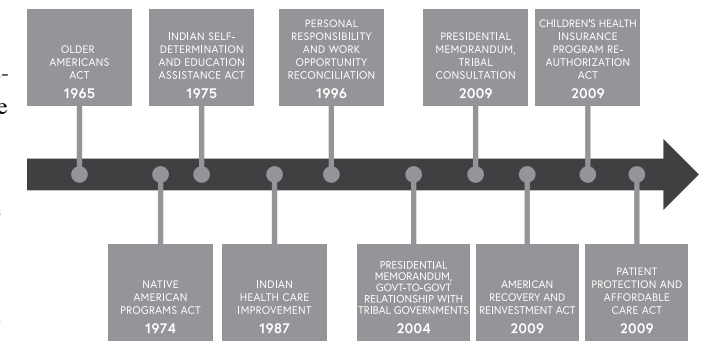 OLDER
AMERICANS
ACT
1965
INDIAN SELF-
DETERMINATION
AND EDUCATION
ASSISTANCE ACT
1975
PERSONAL
RESPONSIBILITY
AND WORK
OPPORTUNITY
RECONCILIATION
1996
PRESIDENTIAL
MEMORANDUM,
TRIBAL
CONSULTATION
2009
CHILDREN'S HEALTH
INSURANCE
PROGRAM RE-
AUTHORIZATION
ACT
2009
NATIVE
AMERICAN
PROGRAMS ACT
1974
INDIAN
HEALTH CARE
IMPROVEMENT
1987
PRESIDENTIAL
MEMORANDUM,
GOVT-TO-GOVT
RELATIONSHIP WITH
TRIBAL GOVERNMENTS
2004
AMERICAN
RECOVERY AND
REINVESTMENT ACT
2009
PATIENT
PROTECTION AND
AFFORDABLE
CARE ACT
2009